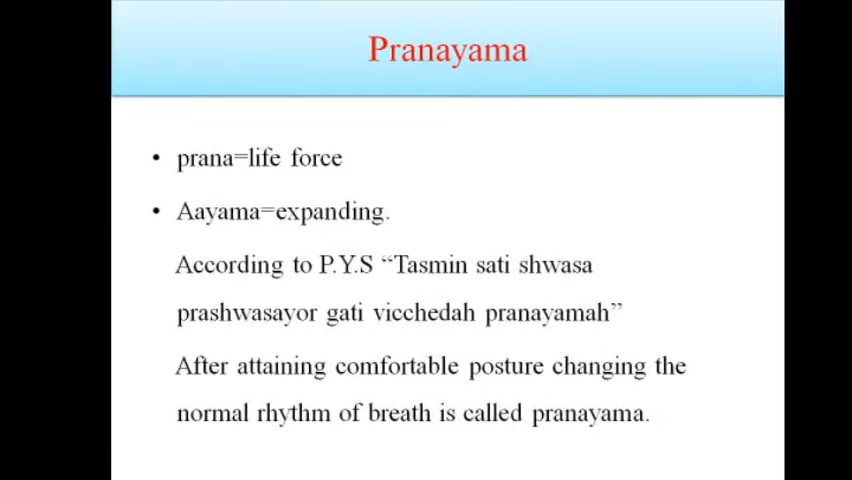 Pranayama
• prana=life force
• Aayama=expanding.
According to P.Y.S “Tasmin sati shwasa
prashwasayor gati vicchedah pranayamah”
After attaining comfortable posture changing the
normal rhythm of breath is called pranayama.